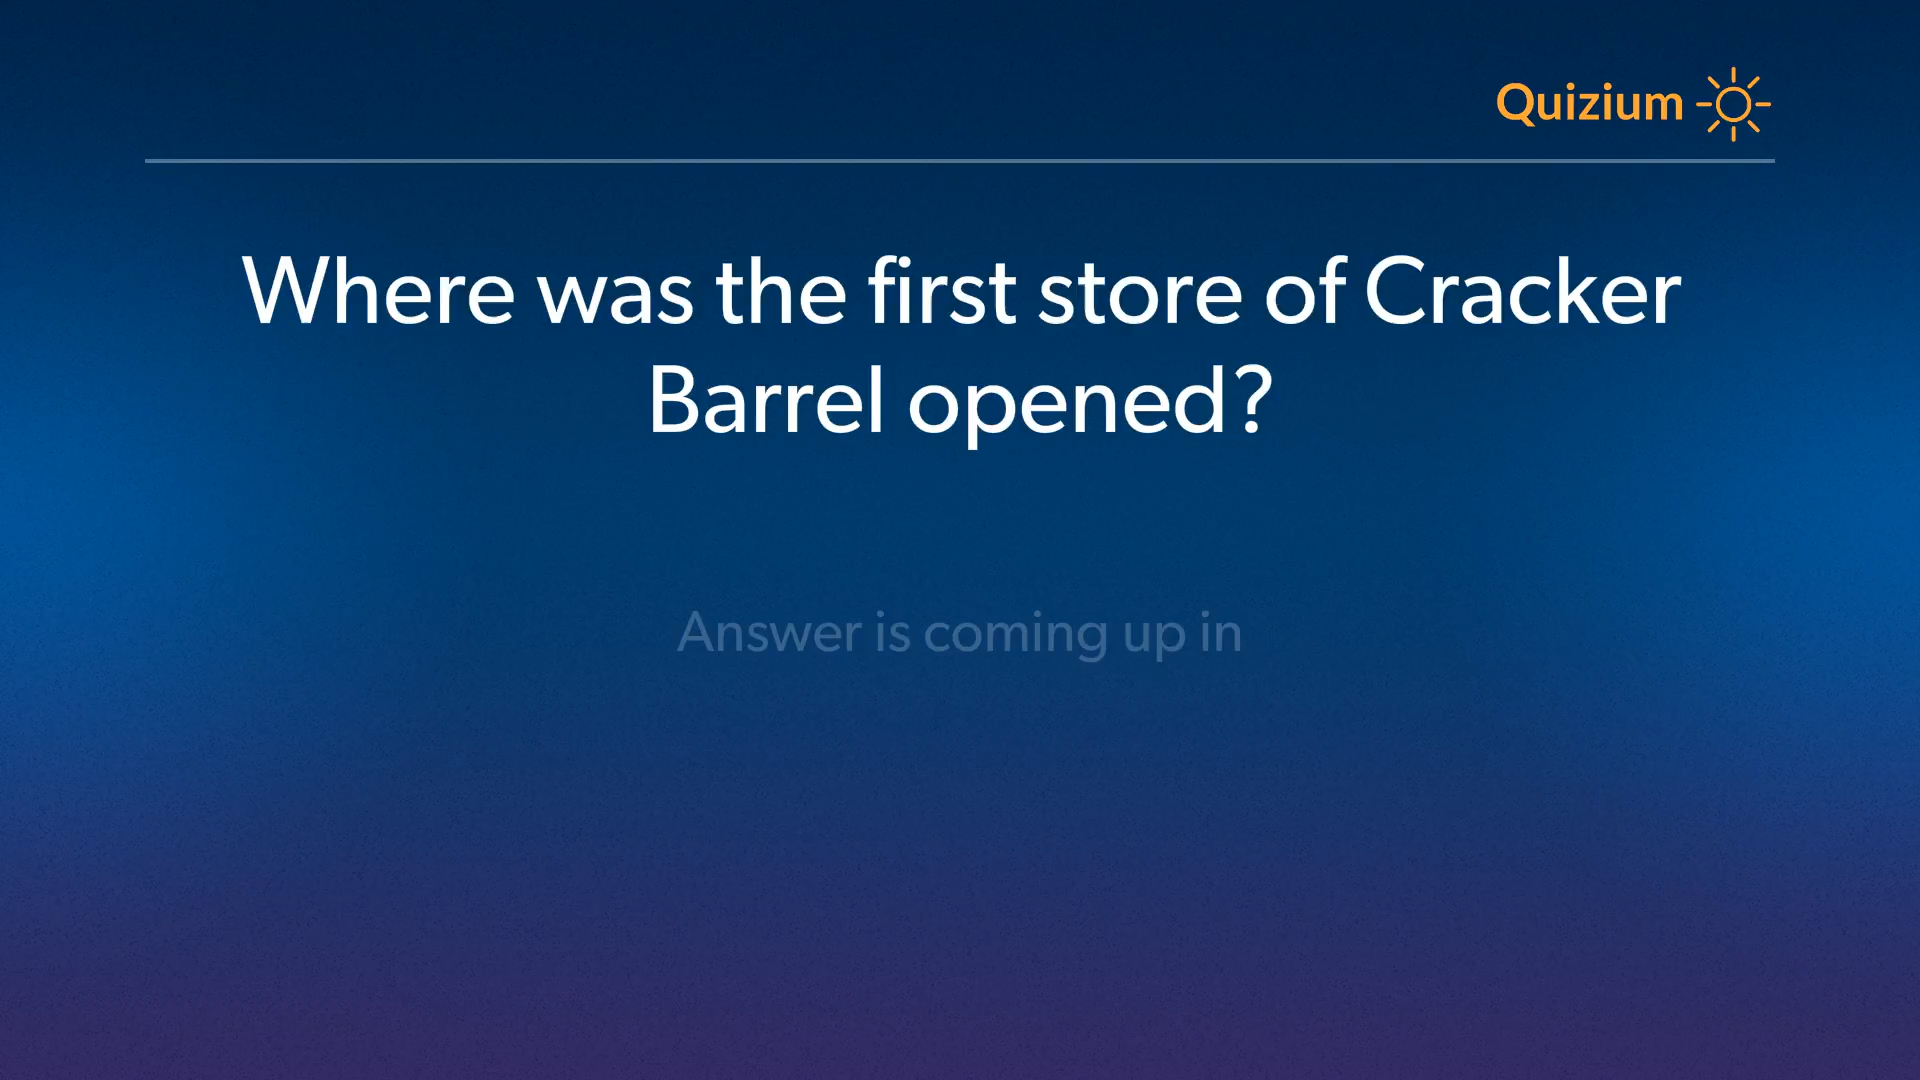 Quizium
Where was the first store of Cracker
Barrel opened?
Answer is coming up in